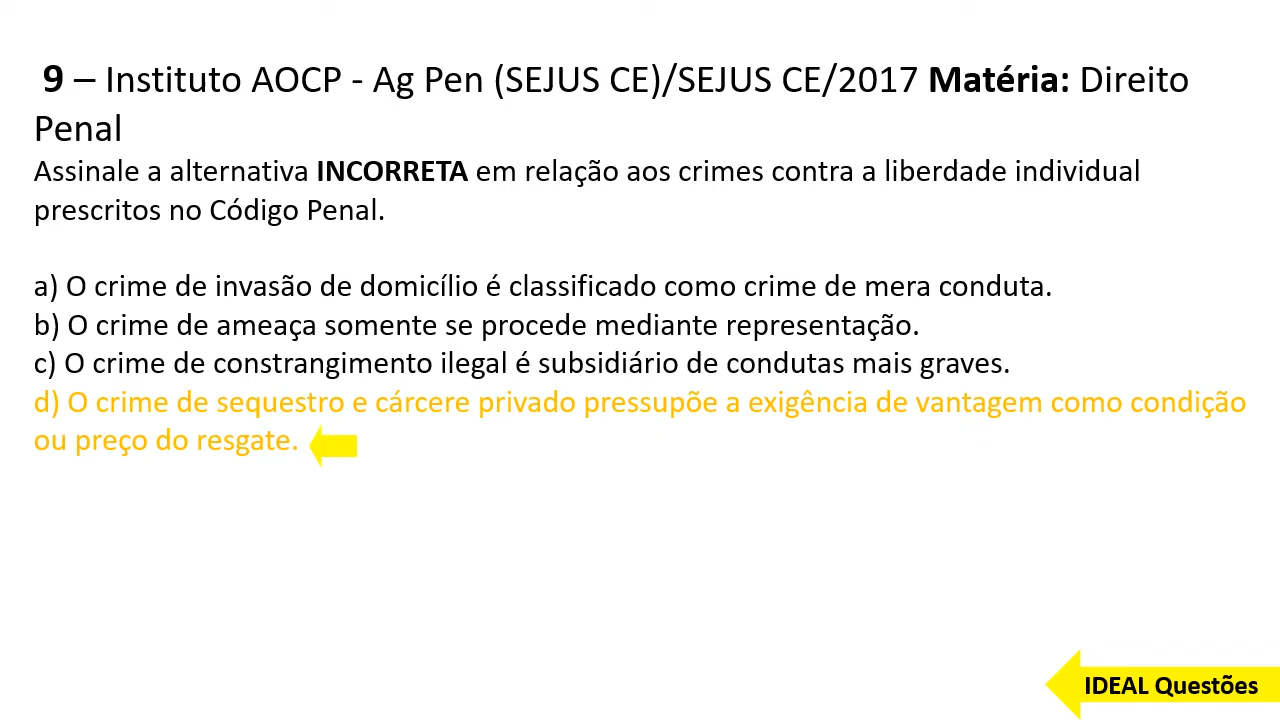 9 – Instituto AOCP - Ag Pen (SEJUS CE)/SEJUS CE/2017 Matéria: Direito
Penal
Assinale a alternativa INCORRETA em relação aos crimes contra a liberdade individual
prescritos no Código Penal.
a) O crime de invasão de domicílio é classificado como crime de mera conduta.
b) O crime de ameaça somente se procede mediante representação.
c) O crime de constrangimento ilegal é subsidiário de condutas mais graves.
d) O crime de sequestro e cárcere privado pressupõe a exigência de vantagem como condição
ou preço do resgate.
IDEAL Questões